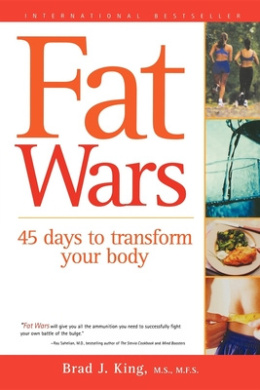 INTERNATIONAL BESTSELLER
Fat
Wars
45 days to transform
your body
"Fat Wars will give you all the ammunition you need to successfully fight
your own battle of the bulge."
—Ray Sahelian, M.D., bestselling author of The Stevia Cookbook and Mind Boosters
Brad J. King, M.S., M.F.S.